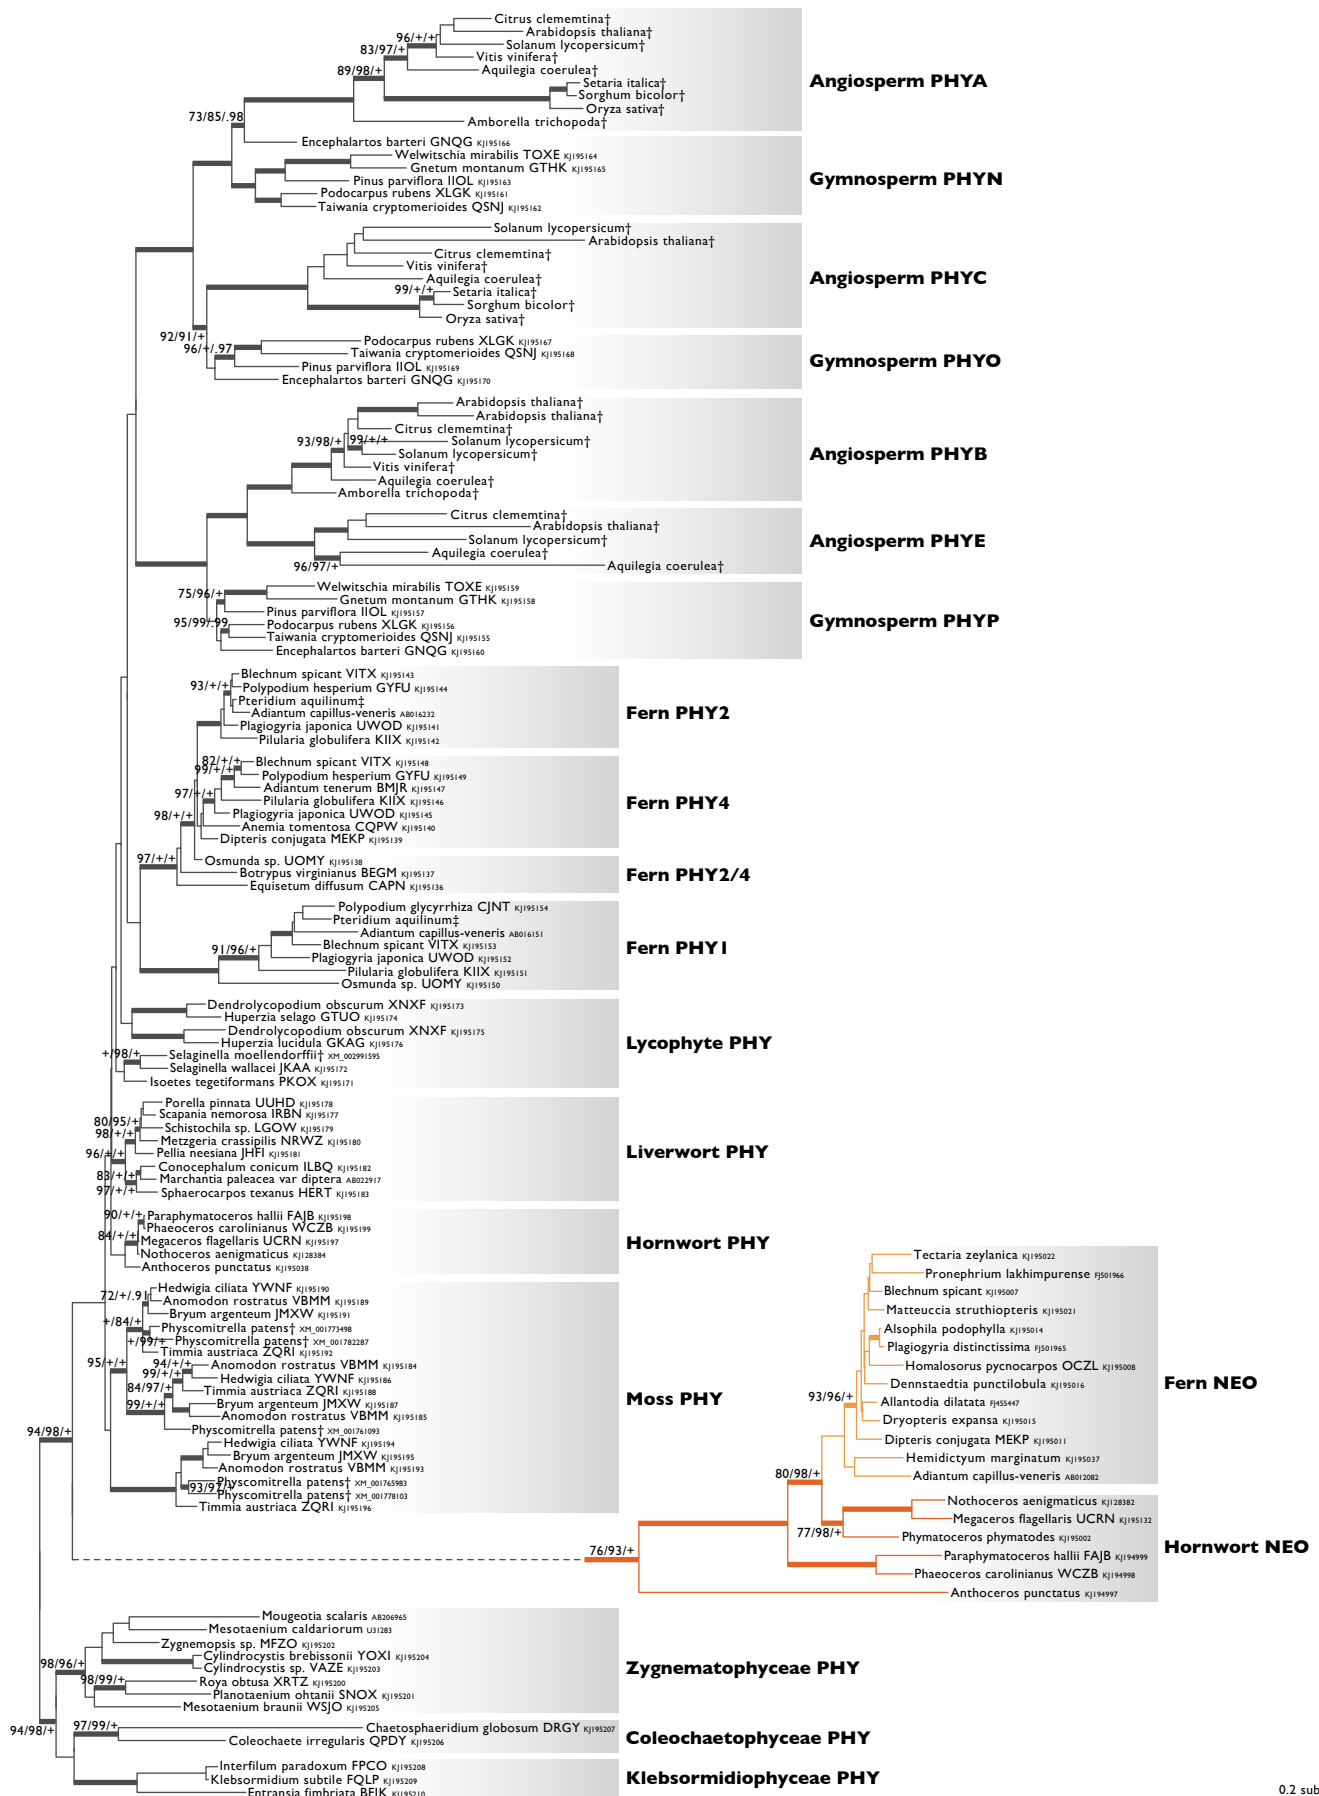 Citrus clememtina†
96/+/+
Arabidopsis thaliana†
83/97/+
Solanum lycopersicum†
Vitis vinifera†
89/98/+
Aquilegia coerulea†
Setaria italica†
Angiosperm PHYA
Sorghum bicolor†
Oryza sativa†
73/85/.98
Amborella trichopoda†
Encephalartos barteri GNQG KJ195166
Welwitschia mirabilis TOXE KJ195164
Gnetum montanum GTHK KJ195165
Gymnosperm PHYN
Pinus parviflora IIOL KJ195163
Podocarpus rubens XLGK KJ195161
Taiwania cryptomerioides QSNJ KJ195162
Solanum lycopersicum†
Arabidopsis thaliana†
Citrus clememtina†
Vitis vinifera†
Angiosperm PHYC
Aquilegia coerulea†
99/+/+
Setaria italica†
Sorghum bicolor†
Oryza sativa†
92/91/+
96/+/.97
Podocarpus rubens XLGK KJ195167
Taiwania cryptomerioides QSNJ KJ195168
Gymnosperm PHYO
Pinus parviflora IIOL KJ195169
Encephalartos barteri GNQG KJ195170
Arabidopsis thaliana†
Arabidopsis thaliana†
Citrus clememtina†
93/98/+
99/+/+
Solanum lycopersicum†
Solanum lycopersicum†
Angiosperm PHYB
Vitis vinifera†
Aquilegia coerulea†
Amborella trichopoda†
Citrus clememtina†
Arabidopsis thaliana†
Solanum lycopersicum†
Angiosperm PHYE
Aquilegia coerulea†
96/97/+
Aquilegia coerulea†
Welwitschia mirabilis TOXE KJ195159
75/96/+
Gnetum montanum GTHK KJ195158
Pinus parviflora IIOL KJ195157
95/99/.99
Podocarpus rubens XLGK KJ195156
Gymnosperm PHYP
Taiwania cryptomerioides QSNJ KJ195155
Encephalartos barteri GNQG KJ195160
Blechnum spicant VITX KJ195143
93/+/+
Polypodium hesperium GYFU KJ195144
Pteridium aquilinum‡
Adiantum capillus-veneris AB016232
Fern PHY2
Plagiogyria japonica UWOD KJ195141
Pilularia globulifera KIIX KJ195142
82/+/+
Blechnum spicant VITX KJ195148
99/+/+
Polypodium hesperium GYFU KJ195149
Adiantum tenerum BMJR KJ195147
97/+/+
Pilularia globulifera KIIX KJ195146
Fern PHY4
Plagiogyria japonica UWOD KJ195145
98/+/+
Anemia tomentosa CQPW KJ195140
Dipteris conjugata MEKP KJ195139
97/+/+
Osmunda sp. UOMY KJ195138
Botrypus virginianus BEGM KJ195137
Fern PHY2/4
Equisetum diffusum CAPN KJ195136
Polypodium glycyrrhiza CJNT KJ195154
Pteridium aquilinum‡
Adiantum capillus-veneris AB016151
91/96/+
Blechnum spicant VITX KJ195153
Fern PHY1
Plagiogyria japonica UWOD KJ195152
Pilularia globulifera KIIX KJ195151
Osmunda sp. UOMY KJ195150
Dendrolycopodium obscurum XNXF KJ195173
Huperzia selago GTUO KJ195174
Dendrolycopodium obscurum XNXF KJ195175
Huperzia lucidula GKAG KJ195176
Lycophyte PHY
+/98/+
Selaginella moellendorffii† XM_002991595
Selaginella wallacei JKAA KJ195172
Isoetes tegetiformans PKOX KJ195171
Porella pinnata UUHD KJ195178
Scapania nemorosa IRBN KJ195177
80/95/+
Schistochila sp. LGOW KJ195179
98/+/+
Metzgeria crassipilis NRWZ KJ195180
96/+/+
Pellia neesiana JHFI KJ195181
Liverwort PHY
Conocephalum conicum ILBQ KJ195182
83/+/+
Marchantia paleacea var diptera AB022917
97/+/+
Sphaerocarpos texanus HERT KJ195183
90/+/+
Paraphymatoceros hallii FAJB KJ195198
Phaeoceros carolinianus WCZB KJ195199
84/+/+
Megaceros flagellaris UCRN KJ195197
Hornwort PHY
Nothoceros aenigmaticus KJ128384
Anthoceros punctatus KJ195038
Hedwigia ciliata YWNF KJ195190
72/+/.91
Anomodon rostratus VBMM KJ195189
Bryum argenteum JMXW KJ195191
+/84/+
Physcomitrella patens† XM_001773498
+/99/+
Physcomitrella patens† XM_001782287
Timmia austriaca ZQRI KJ195192
95/+/+
94/+/+
Anomodon rostratus VBMM KJ195184
99/+/+
Hedwigia ciliata YWNF KJ195186
84/97/+
Timmia austriaca ZQRI KJ195188
99/+/+
Bryum argenteum JMXW KJ195187
Moss PHY
Anomodon rostratus VBMM KJ195185
Physcomitrella patens† XM_001761093
94/98/+
Hedwigia ciliata YWNF KJ195194
Bryum argenteum JMXW KJ195195
Anomodon rostratus VBMM KJ195193
93/97/+
Physcomitrella patens† XM_001765983
Physcomitrella patens† XM_001778103
Timmia austriaca ZQRI KJ195196
Tectaria zeylanica KJ195022
Pronephrium lakhimpurense FJ501966
Blechnum spicant KJ195007
Matteuccia struthiopteris KJ195021
Alsophila podophylla KJ195014
Plagiogyria distinctissima FJ501965
Homalosorus pycnocarpos OCZL KJ195008
Dennstaedtia punctilobula KJ195016
Fern NEO
93/96/+
Allantodia dilatata FJ455447
Dryopteris expansa KJ195015
Dipteris conjugata MEKP KJ195011
Hemidictyum marginatum KJ195037
80/98/+
Adiantum capillus-veneris AB012082
Nothoceros aenigmaticus KJ128382
Megaceros flagellaris UCRN KJ195132
77/98/+
Phymatoceros phymatodes KJ195002
Hornwort NEO
76/93/+
Paraphymatoceros hallii FAJB KJ194999
Phaeoceros carolinianus WCZB KJ194998
Anthoceros punctatus KJ194997
Mougeotia scalaris AB206965
Mesotaenium caldariorum U31283
Zygnemopsis sp. MFZO KJ195202
Cylindrocystis brebissonii YOXI KJ195204
98/96/+
Cylindrocystis sp. VAZE KJ195203
Zygnematophyceae PHY
98/99/+
Roya obtusa XRTZ KJ195200
Planotaenium ohtanii SNOX KJ195201
Mesotaenium braunii WSJO KJ195205
94/98/+
97/99/+
Chaetosphaeridium globosum DRGY KJ195207
Coleochaete irregularis QPDY KJ195206
Coleochaetophyceae PHY
Interfilum paradoxum FPCO KJ195208
Klebsormidium subtile FQLP KJ195209
Klebsormidiophyceae PHY
Entransia fimbriata BFIK KJ195210
0.2 sub